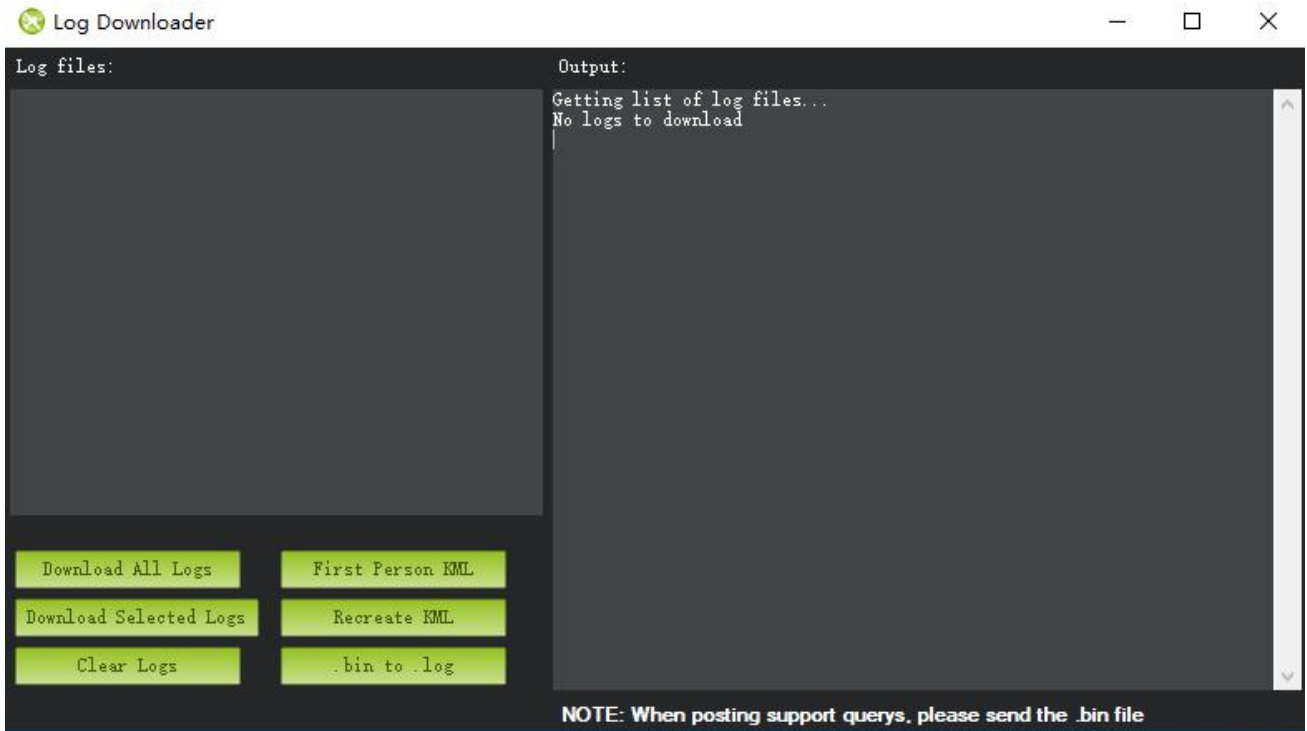 Log Downloader
Log files:
Output:
Getting list of log files...
No logs to download
Download All Logs
First Person KML
Download Selected Logs
Recreate KML
Clear Logs
.bin to .log
NOTE: When posting support querys, please send the .bin file